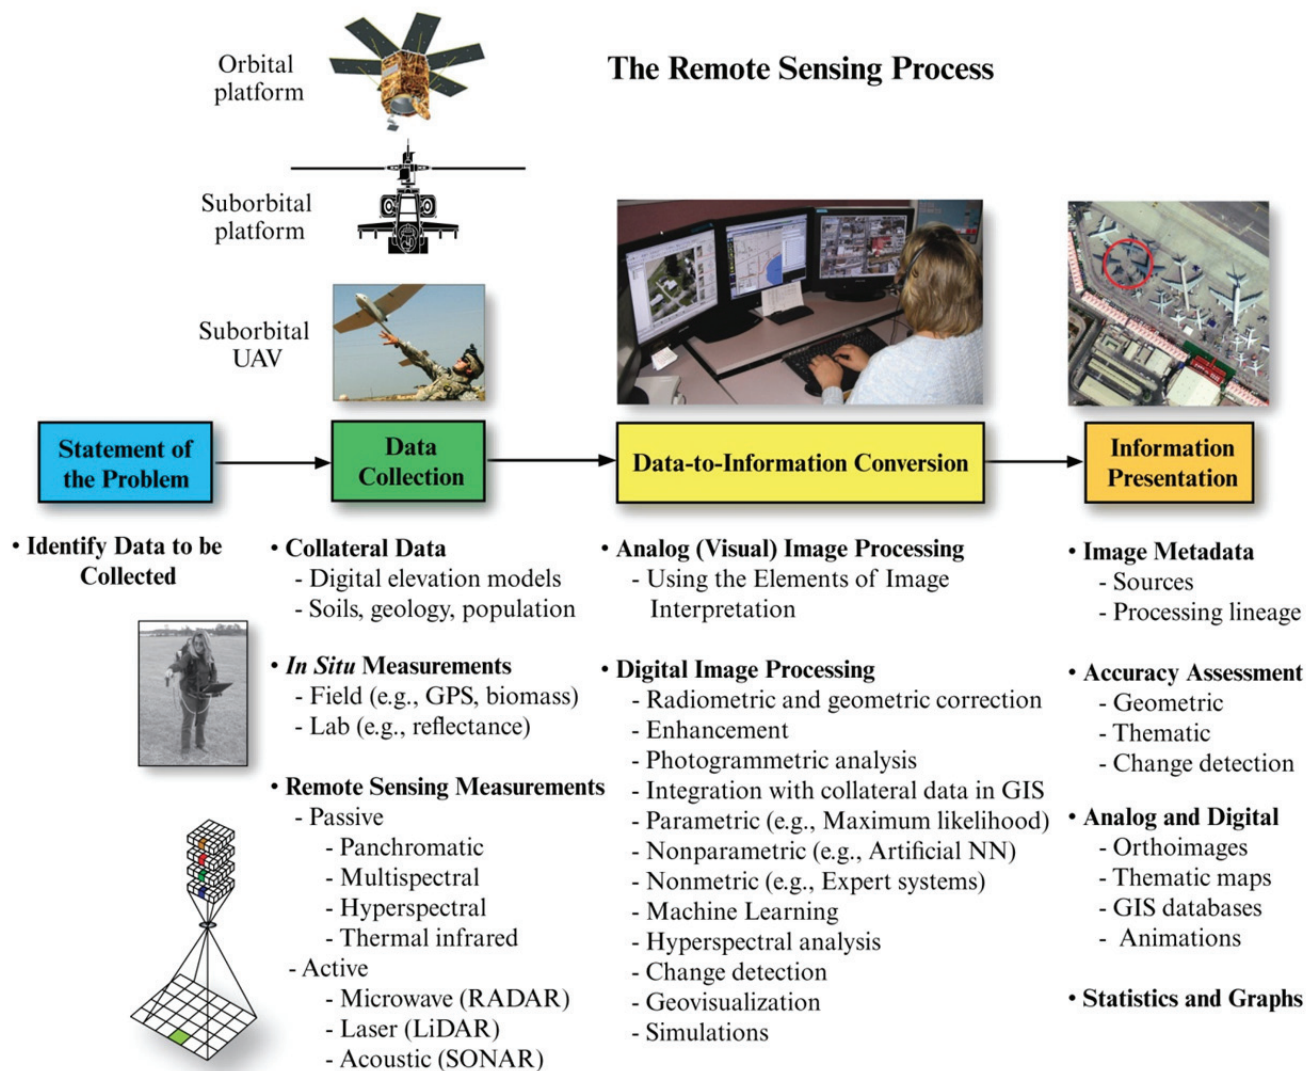 The Remote Sensing Process
Orbital
platform
Suborbital
platform
Suborbital
UAV
Statement of
the Problem
Data
Collection
Data-to-Information Conversion
Information
Presentation
• Identify Data to be
Collected
• Collateral Data
- Digital elevation models
- Soils, geology, population
• In Situ Measurements
- Field (e.g., GPS, biomass)
- Lab (e.g., reflectance)
• Remote Sensing Measurements
- Passive
- Panchromatic
- Multispectral
- Hyperspectral
- Thermal infrared
- Active
- Microwave (RADAR)
- Laser (LiDAR)
- Acoustic (SONAR)
• Analog (Visual) Image Processing
- Using the Elements of Image
Interpretation
• Digital Image Processing
- Radiometric and geometric correction
- Enhancement
- Photogrammetric analysis
- Integration with collateral data in GIS
- Parametric (e.g., Maximum likelihood)
- Nonparametric (e.g., Artificial NN)
- Nonmetric (e.g., Expert systems)
- Machine Learning
- Hyperspectral analysis
- Change detection
- Geovisualization
- Simulations
• Image Metadata
- Sources
- Processing lineage
• Accuracy Assessment
- Geometric
- Thematic
- Change detection
• Analog and Digital
- Orthoimages
- Thematic maps
- GIS databases
- Animations
• Statistics and Graphs